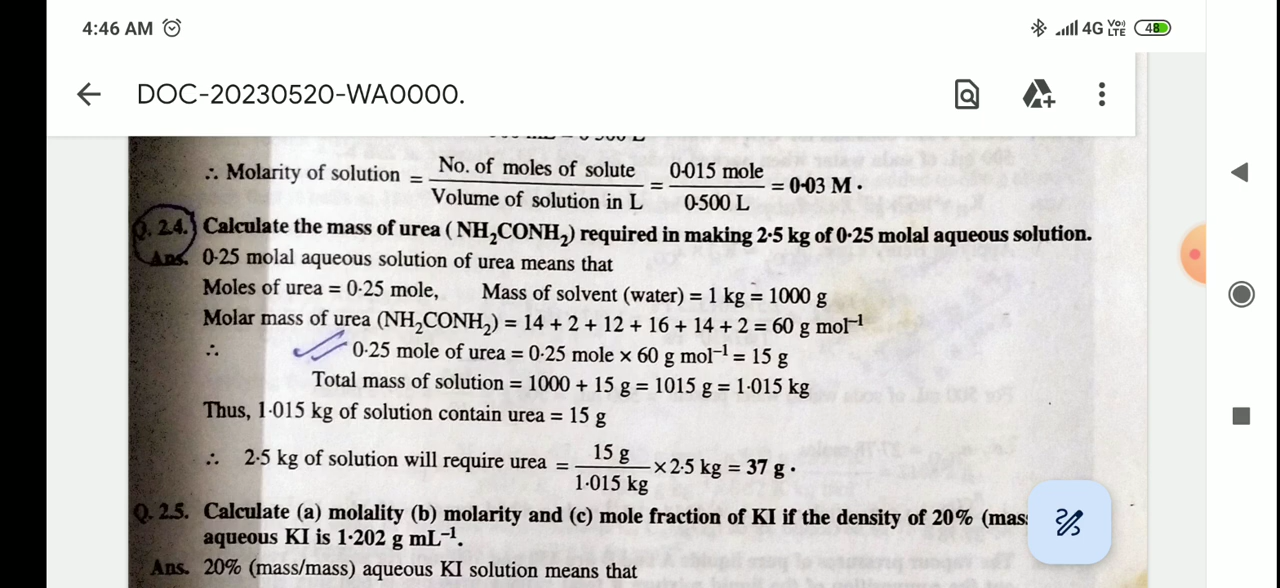 4:46 AM
4G Vo)) LTE 48
DOC-20230520-WA0000.
∴ Molarity of solution = No. of moles of solute / Volume of solution in L = 0·015 mole / 0·500 L = 0·03 M ·
Q. 2.4. Calculate the mass of urea ( NH₂CONH₂) required in making 2·5 kg of 0·25 molal aqueous solution.
Ans. 0·25 molal aqueous solution of urea means that
Moles of urea = 0·25 mole, Mass of solvent (water) = 1 kg = 1000 g
Molar mass of urea (NH₂CONH₂) = 14 + 2 + 12 + 16 + 14 + 2 = 60 g mol⁻¹
∴ 0·25 mole of urea = 0·25 mole × 60 g mol⁻¹ = 15 g
Total mass of solution = 1000 + 15 g = 1015 g = 1·015 kg
Thus, 1·015 kg of solution contain urea = 15 g
∴ 2·5 kg of solution will require urea = 15 g / 1·015 kg × 2·5 kg = 37 g ·
Q. 2.5. Calculate (a) molality (b) molarity and (c) mole fraction of KI if the density of 20% (mas
aqueous KI is 1·202 g mL⁻¹.
Ans. 20% (mass/mass) aqueous KI solution means that